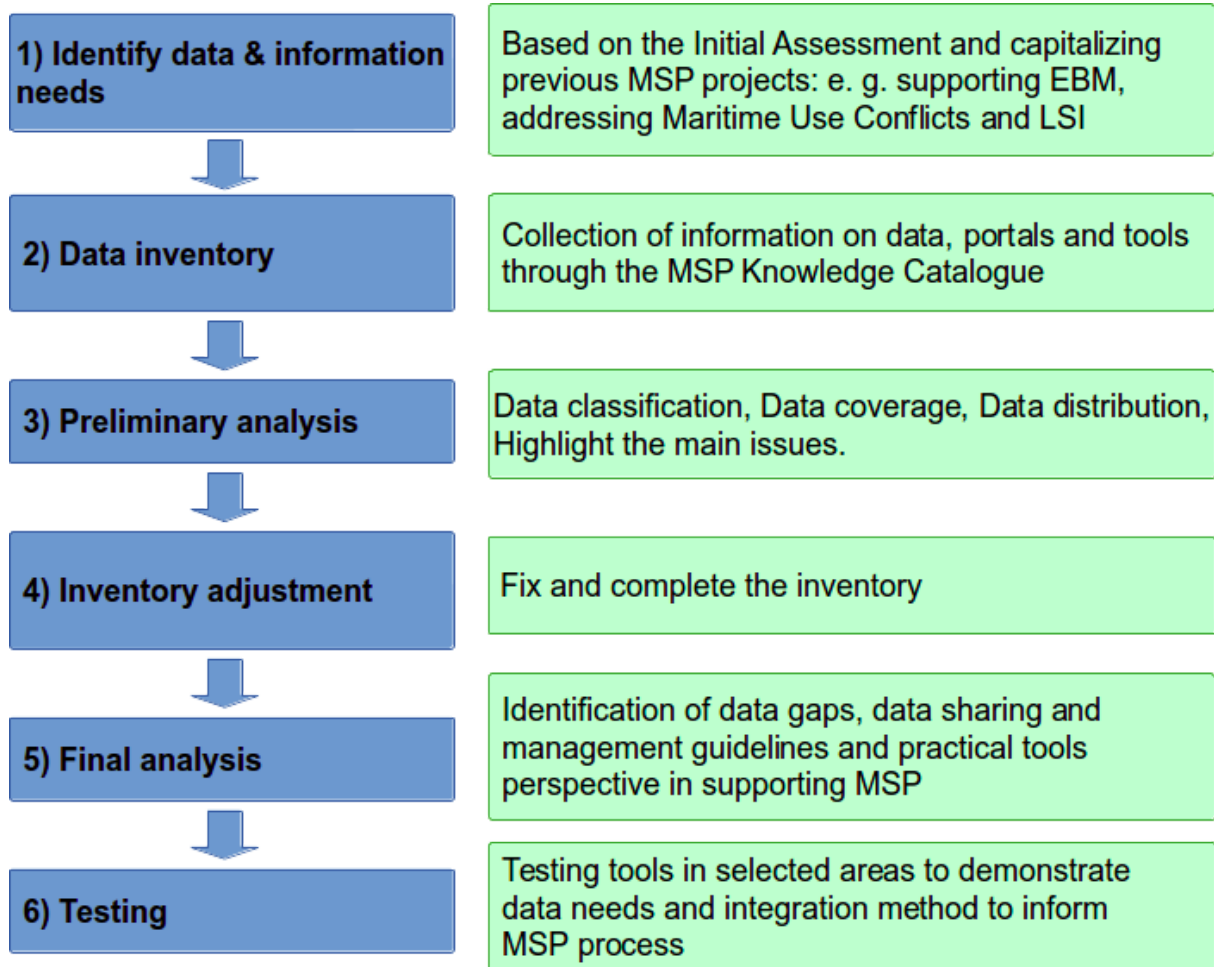 1) Identify data & information
needs
Based on the Initial Assessment and capitalizing
previous MSP projects: e. g. supporting EBM,
addressing Maritime Use Conflicts and LSI
2) Data inventory
Collection of information on data, portals and tools
through the MSP Knowledge Catalogue
3) Preliminary analysis
Data classification, Data coverage, Data distribution,
Highlight the main issues.
4) Inventory adjustment
Fix and complete the inventory
5) Final analysis
Identification of data gaps, data sharing and
management guidelines and practical tools
perspective in supporting MSP
6) Testing
Testing tools in selected areas to demonstrate
data needs and integration method to inform
MSP process